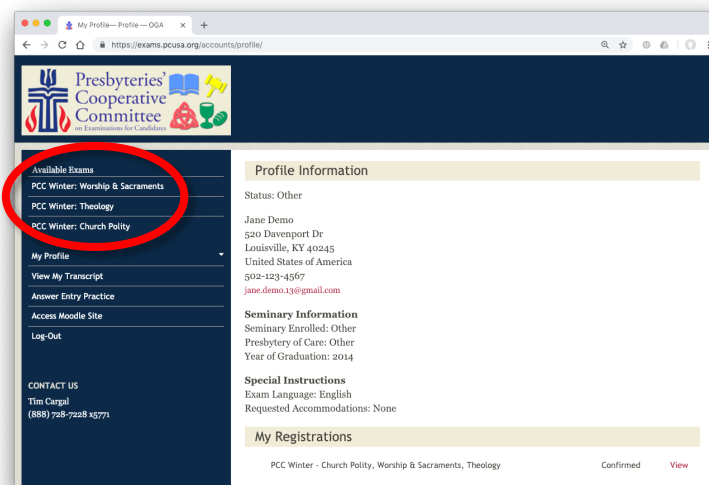 My Profile— Profile — OGA
https://exams.pcusa.org/accounts/profile/
Presbyteries'
Cooperative
Committee
on Examinations for Candidates
Available Exams
PCC Winter: Worship & Sacraments
PCC Winter: Theology
PCC Winter: Church Polity
My Profile
View My Transcript
Answer Entry Practice
Access Moodle Site
Log-Out
CONTACT US
Tim Cargal
(888) 728-7228 x5771
Profile Information
Status: Other
Jane Demo
520 Davenport Dr
Louisville, KY 40245
United States of America
502-123-4567
jane.demo.13@gmail.com
Seminary Information
Seminary Enrolled: Other
Presbytery of Care: Other
Year of Graduation: 2014
Special Instructions
Exam Language: English
Requested Accommodations: None
My Registrations
PCC Winter - Church Polity, Worship & Sacraments, Theology Confirmed View